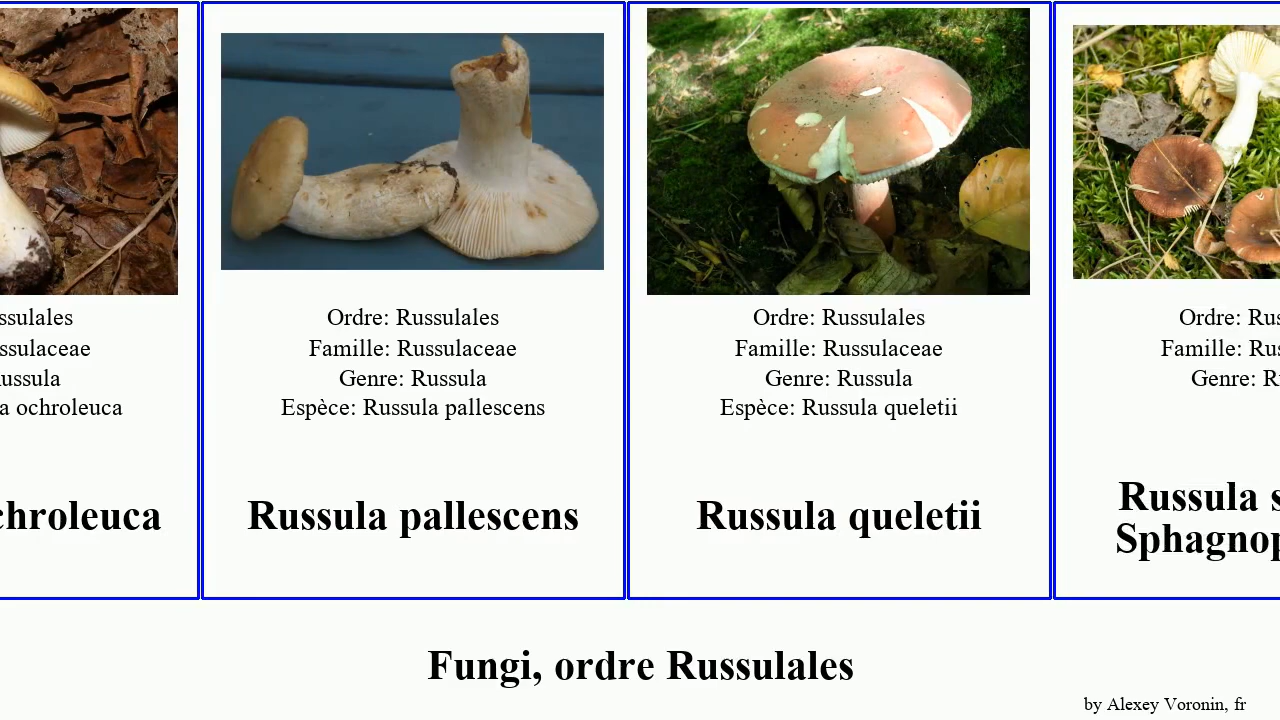 ssulales
ssulaceae
ussula
a ochroleuca
chroleuca
Ordre: Russulales
Famille: Russulaceae
Genre: Russula
Espèce: Russula pallescens
Russula pallescens
Ordre: Russulales
Famille: Russulaceae
Genre: Russula
Espèce: Russula queletii
Russula queletii
Ordre: Rus
Famille: Rus
Genre: R
Russula s
Sphagnop
Fungi, ordre Russulales
by Alexey Voronin, fr